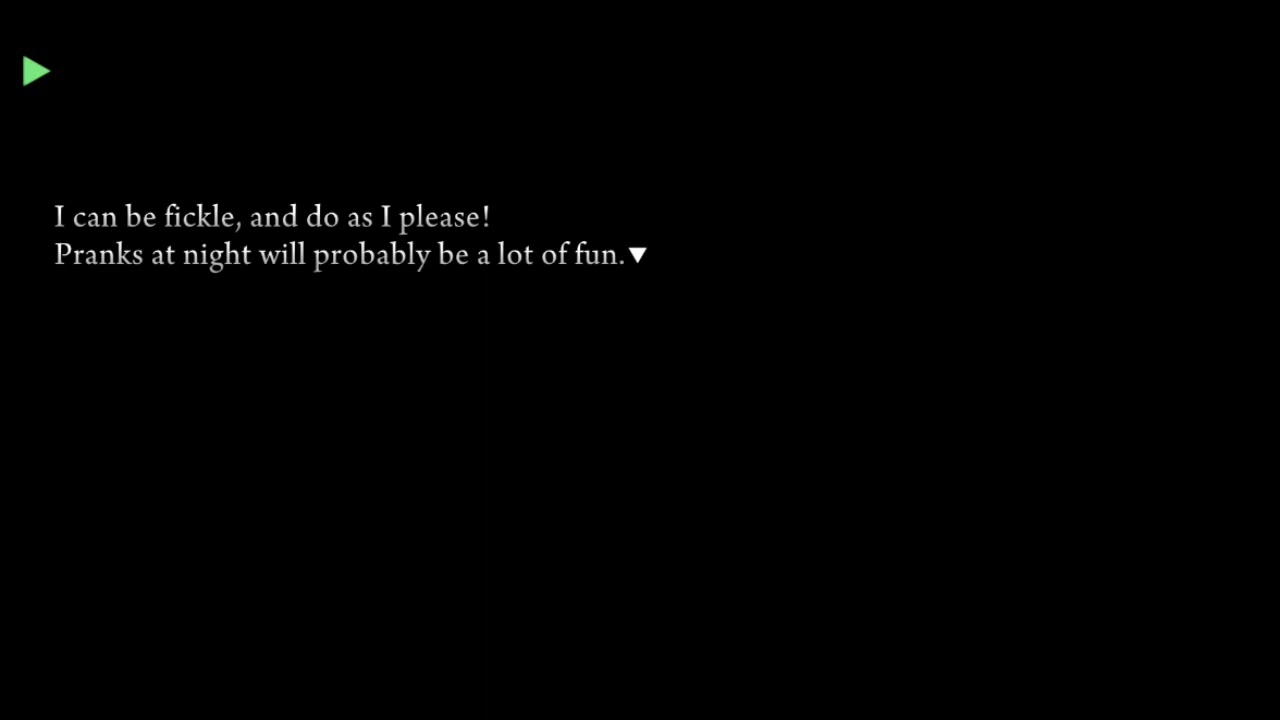 I can be fickle, and do as I please!
Pranks at night will probably be a lot of fun.